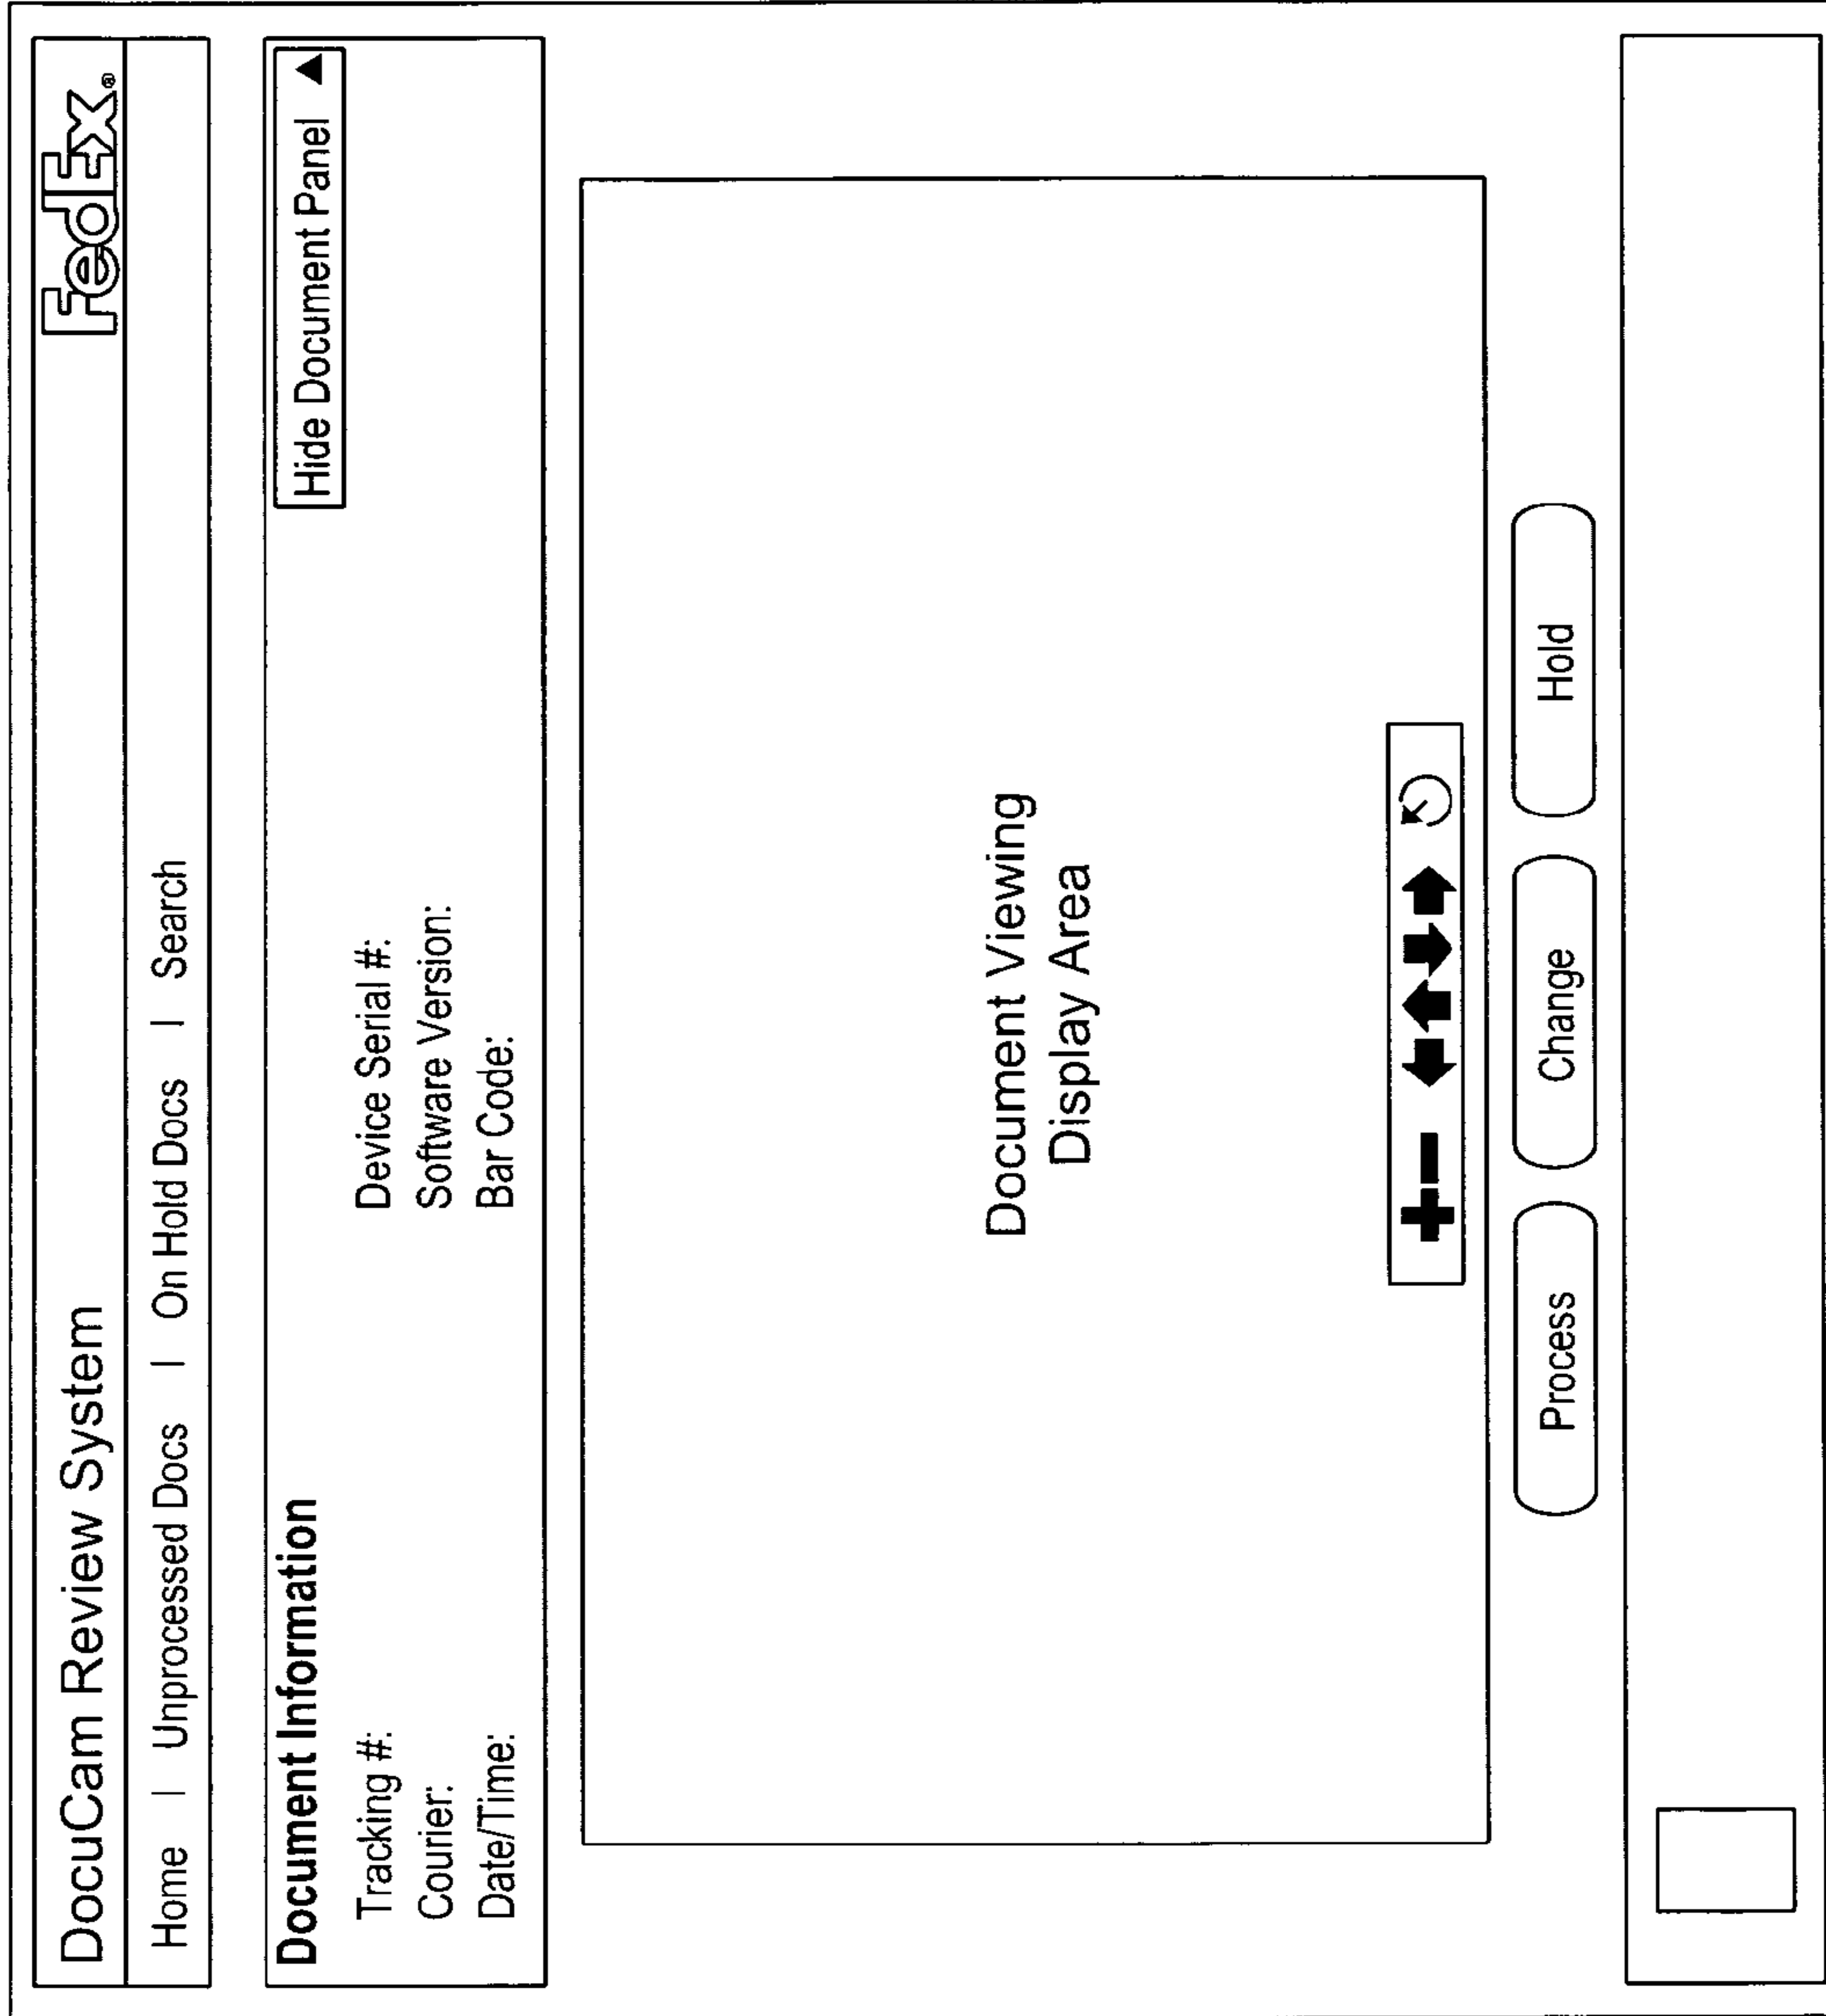 DocuCam Review System
FedEx®
Home | Unprocessed Docs | On Hold Docs | Search
Document Information
Hide Document Panel ▲
Tracking #:
Device Serial #:
Courier:
Software Version:
Date/Time:
Bar Code:
Document Viewing
Display Area
Process
Change
Hold